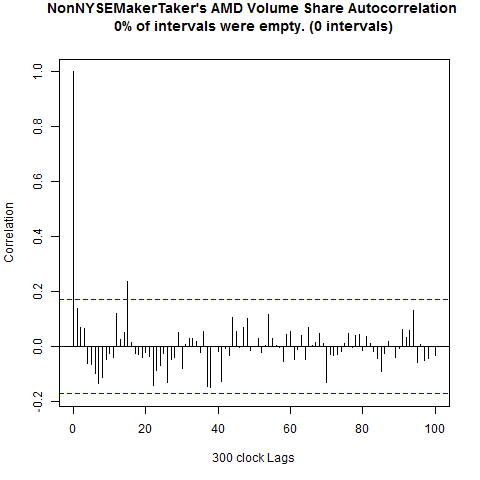 NonNYSEMakerTaker's AMD Volume Share Autocorrelation
0% of intervals were empty. (0 intervals)
1.0
0.8
0.6
0.4
0.2
0.0
-0.2
Correlation
0 20 40 60 80 100
300 clock Lags